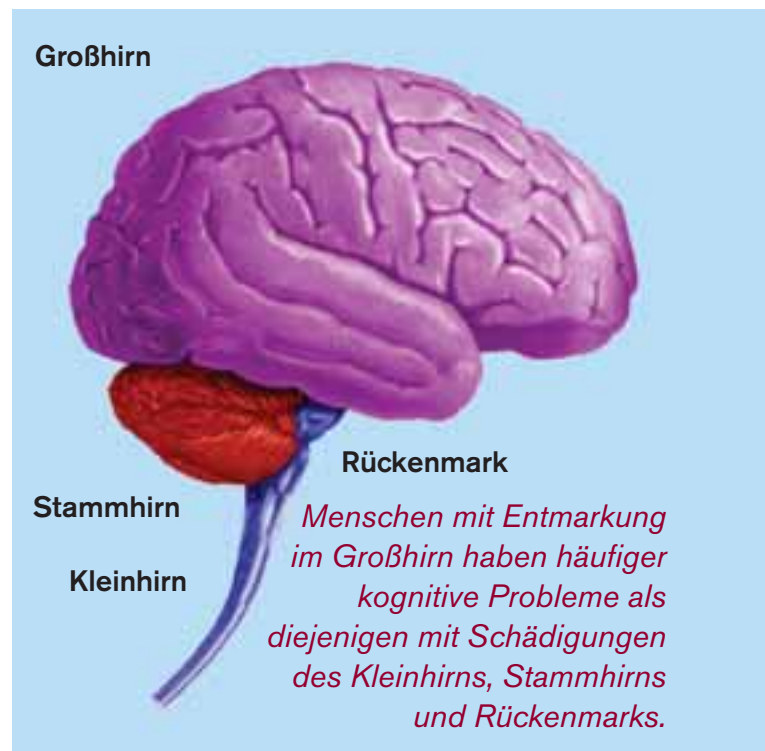 Großhirn
Rückenmark
Stammhirn
Kleinhirn
Menschen mit Entmarkung
im Großhirn haben häufiger
kognitive Probleme als
diejenigen mit Schädigungen
des Kleinhirns, Stammhirns
und Rückenmarks.